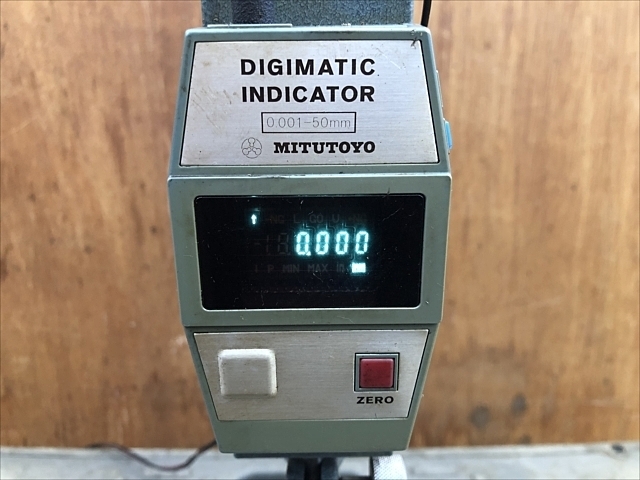 DIGIMATIC
INDICATOR
0.001-50mm
MITUTOYO
0.000
MIN MAX
ZERO